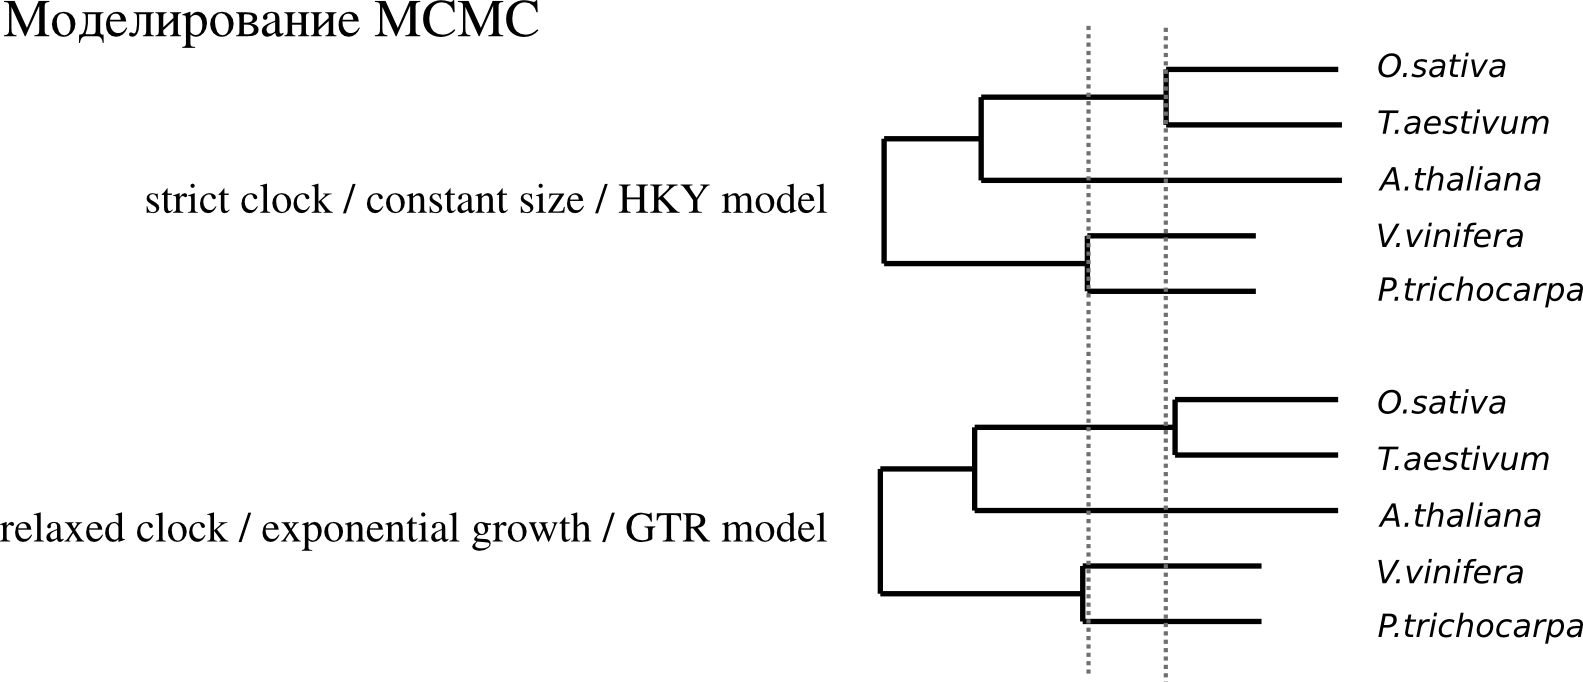 Моделирование MCMC
O.sativa
T.aestivum
A.thaliana
strict clock / constant size / HKY model
V.vinifera
P.trichocarpa
O.sativa
T.aestivum
A.thaliana
relaxed clock / exponential growth / GTR model
V.vinifera
P.trichocarpa